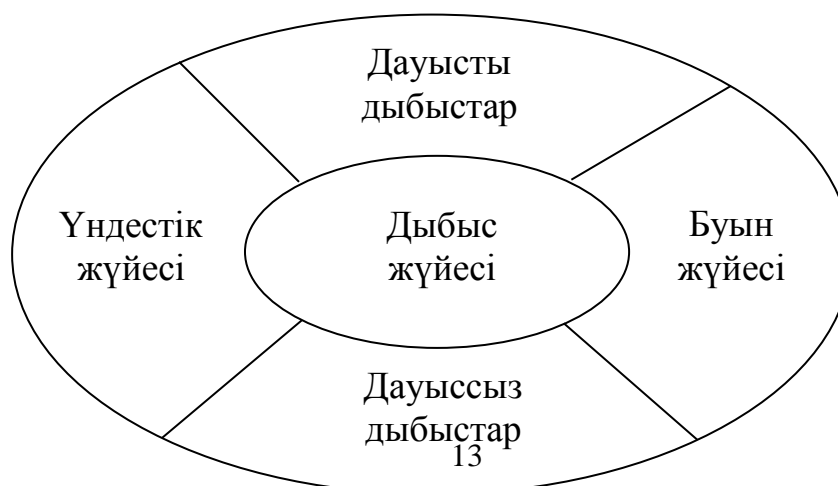 Дауысты
дыбыстар
Үндестік
жүйесі
Дыбыс
жүйесі
Буын
жүйесі
Дауыссыз
дыбыстар
13